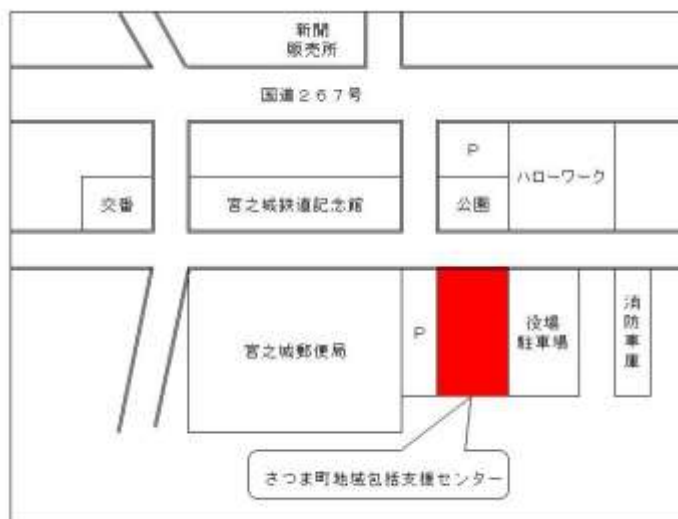 新聞
販売所
国道２６７号
Ｐ
ハローワーク
交番
宮之城鉄道記念館
公園
宮之城郵便局
Ｐ
役場
駐車場
消防車庫
さつま町地域包括支援センター